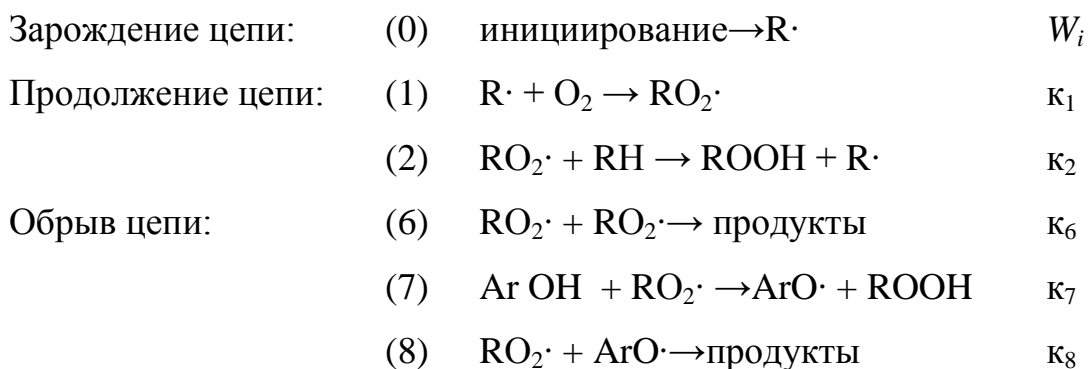 Зарождение цепи: (0) инициирование→R· Wᵢ
Продолжение цепи: (1) R· + O₂ → RO₂· к₁
(2) RO₂· + RH → ROOH + R· к₂
Обрыв цепи: (6) RO₂· + RO₂·→ продукты к₆
(7) Ar OH + RO₂· →ArO· + ROOH к₇
(8) RO₂· + ArO·→продукты к₈